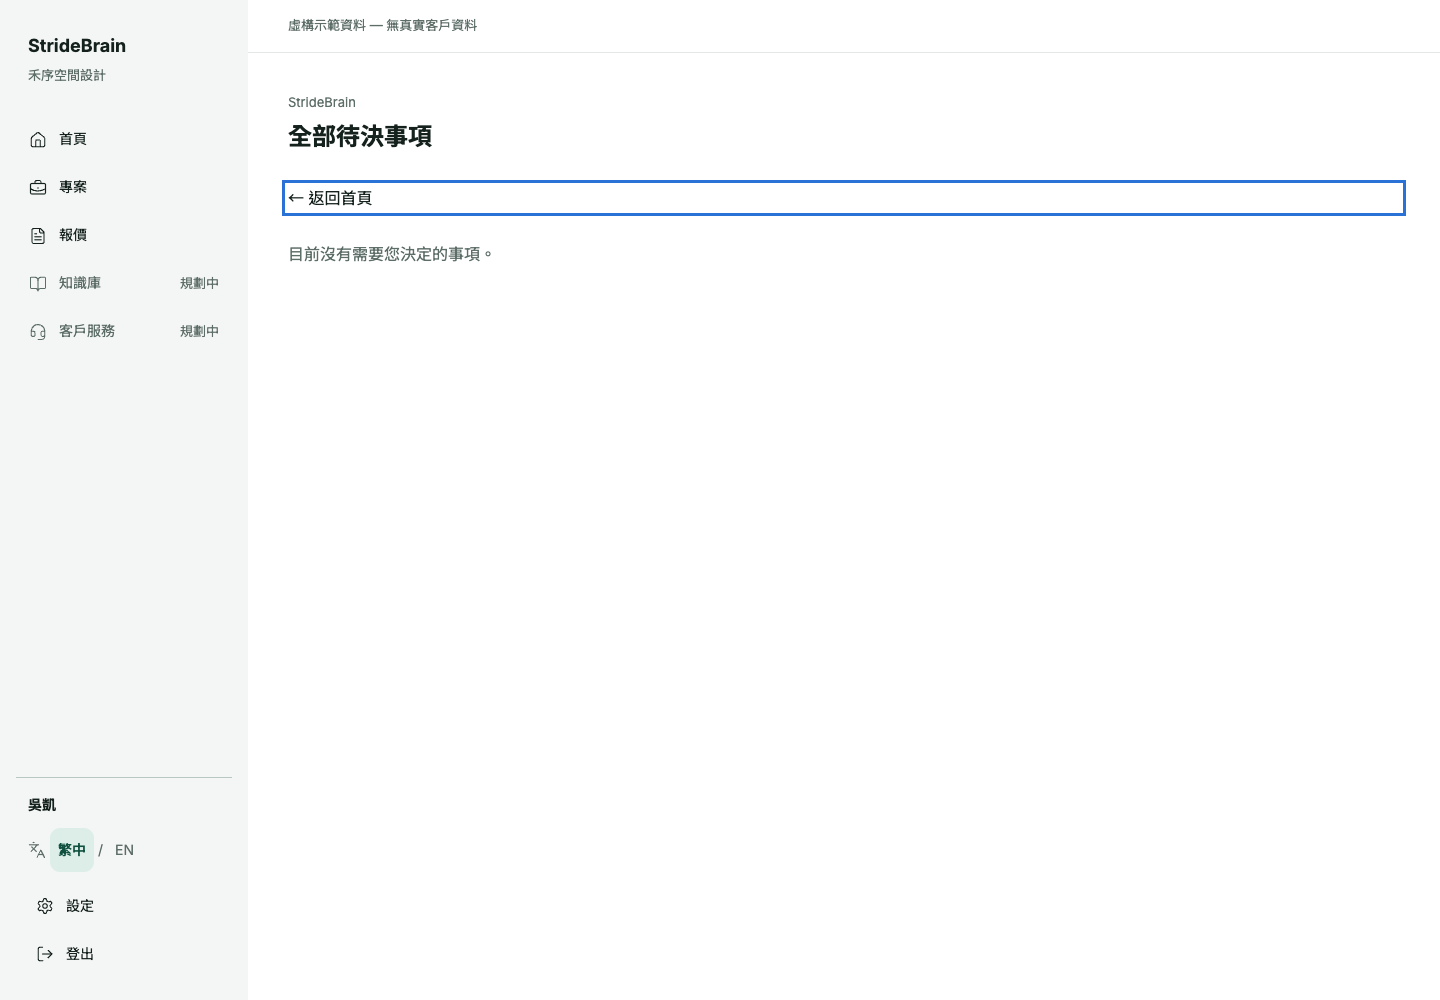 StrideBrain
禾序空間設計
首頁
專案
報價
知識庫 規劃中
客戶服務 規劃中
吳凱
繁中 / EN
設定
登出
虛構示範資料 — 無真實客戶資料
StrideBrain
全部待決事項
← 返回首頁
目前沒有需要您決定的事項。